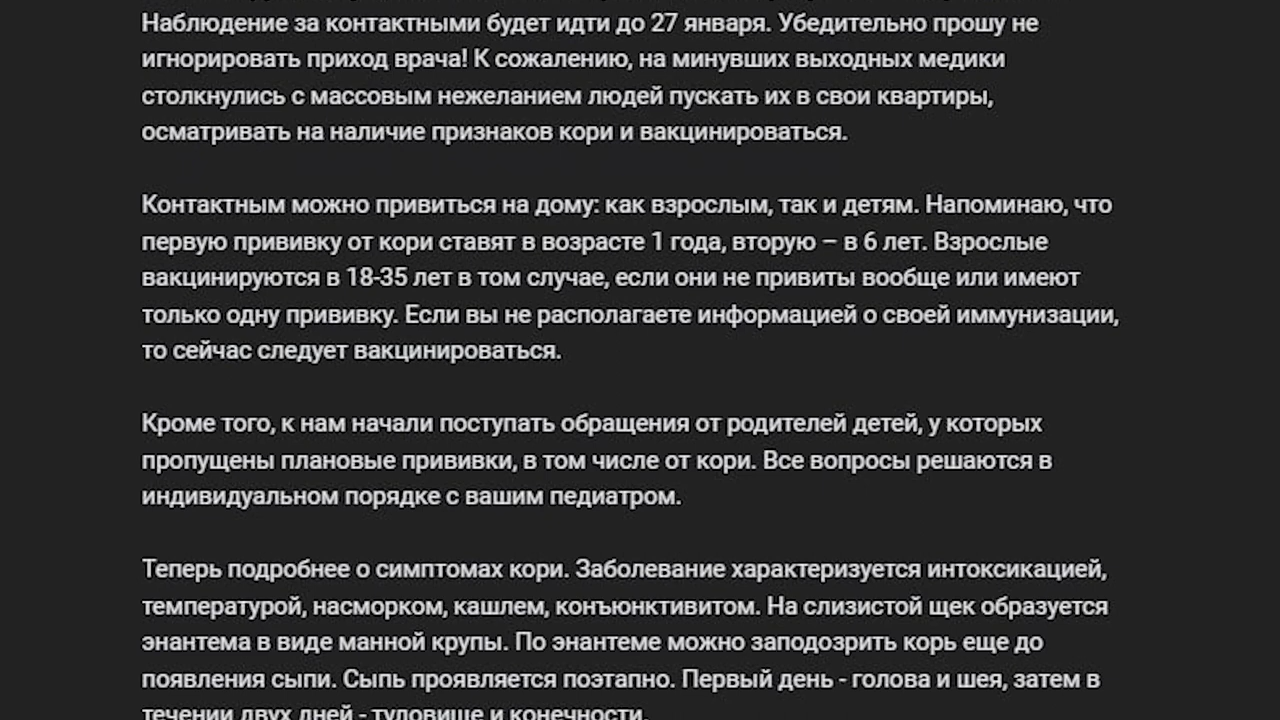 Наблюдение за контактными будет идти до 27 января. Убедительно прошу не
игнорировать приход врача! К сожалению, на минувших выходных медики
столкнулись с массовым нежеланием людей пускать их в свои квартиры,
осматривать на наличие признаков кори и вакцинироваться.
Контактным можно привиться на дому: как взрослым, так и детям. Напоминаю, что
первую прививку от кори ставят в возрасте 1 года, вторую – в 6 лет. Взрослые
вакцинируются в 18-35 лет в том случае, если они не привиты вообще или имеют
только одну прививку. Если вы не располагаете информацией о своей иммунизации,
то сейчас следует вакцинироваться.
Кроме того, к нам начали поступать обращения от родителей детей, у которых
пропущены плановые прививки, в том числе от кори. Все вопросы решаются в
индивидуальном порядке с вашим педиатром.
Теперь подробнее о симптомах кори. Заболевание характеризуется интоксикацией,
температурой, насморком, кашлем, конъюнктивитом. На слизистой щек образуется
энантема в виде манной крупы. По энантеме можно заподозрить корь еще до
появления сыпи. Сыпь проявляется поэтапно. Первый день - голова и шея, затем в
течении двух дней - туловище и конечности.